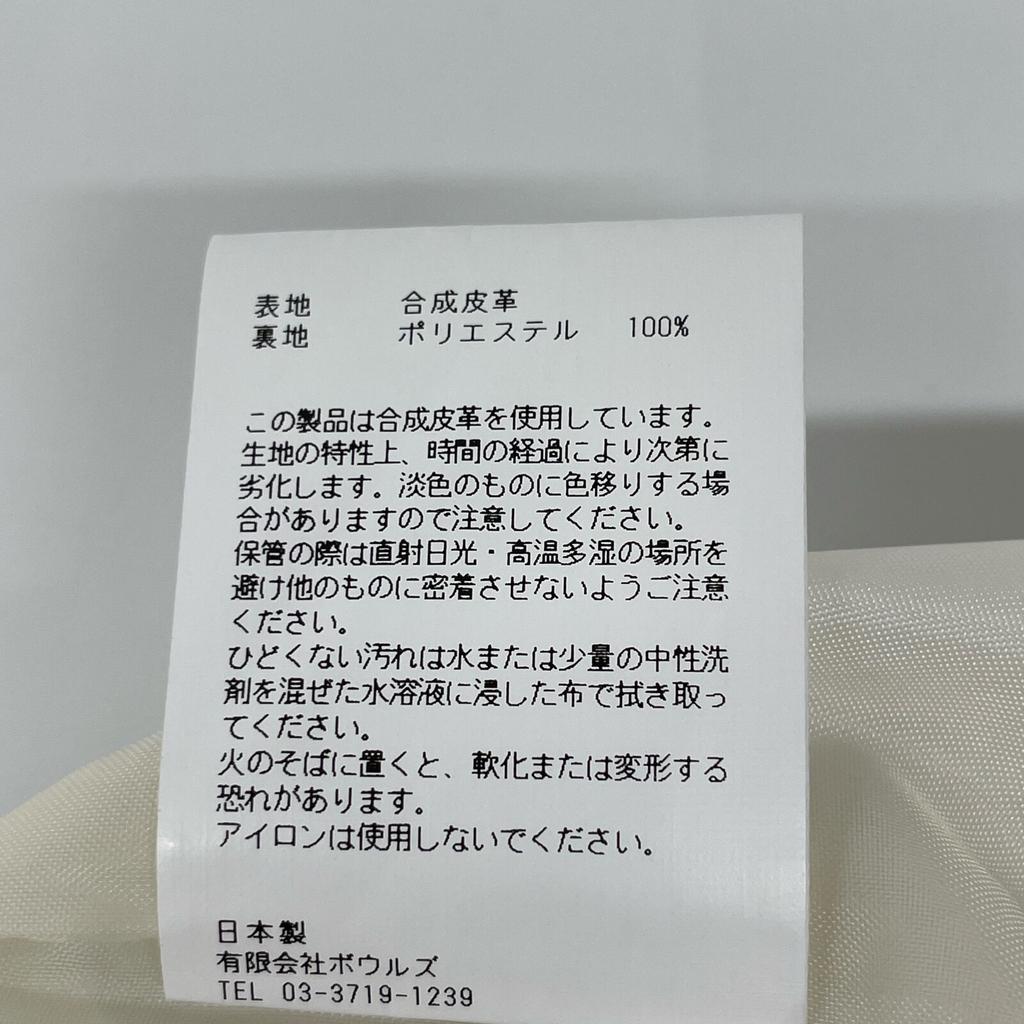 表地 合成皮革
裏地 ポリエステル 100%
この製品は合成皮革を使用しています。
生地の特性上、時間の経過により次第に
劣化します。淡色のものに色移りする場
合がありますので注意してください。
保管の際は直射日光・高温多湿の場所を
避け他のものに密着させないようご注意
ください。
ひどくない汚れは水または少量の中性洗
剤を混ぜた水溶液に浸した布で拭き取っ
てください。
火のそばに置くと、軟化または変形する
恐れがあります。
アイロンは使用しないでください。
日本製
有限会社ボウルズ
TEL 03-3719-1239